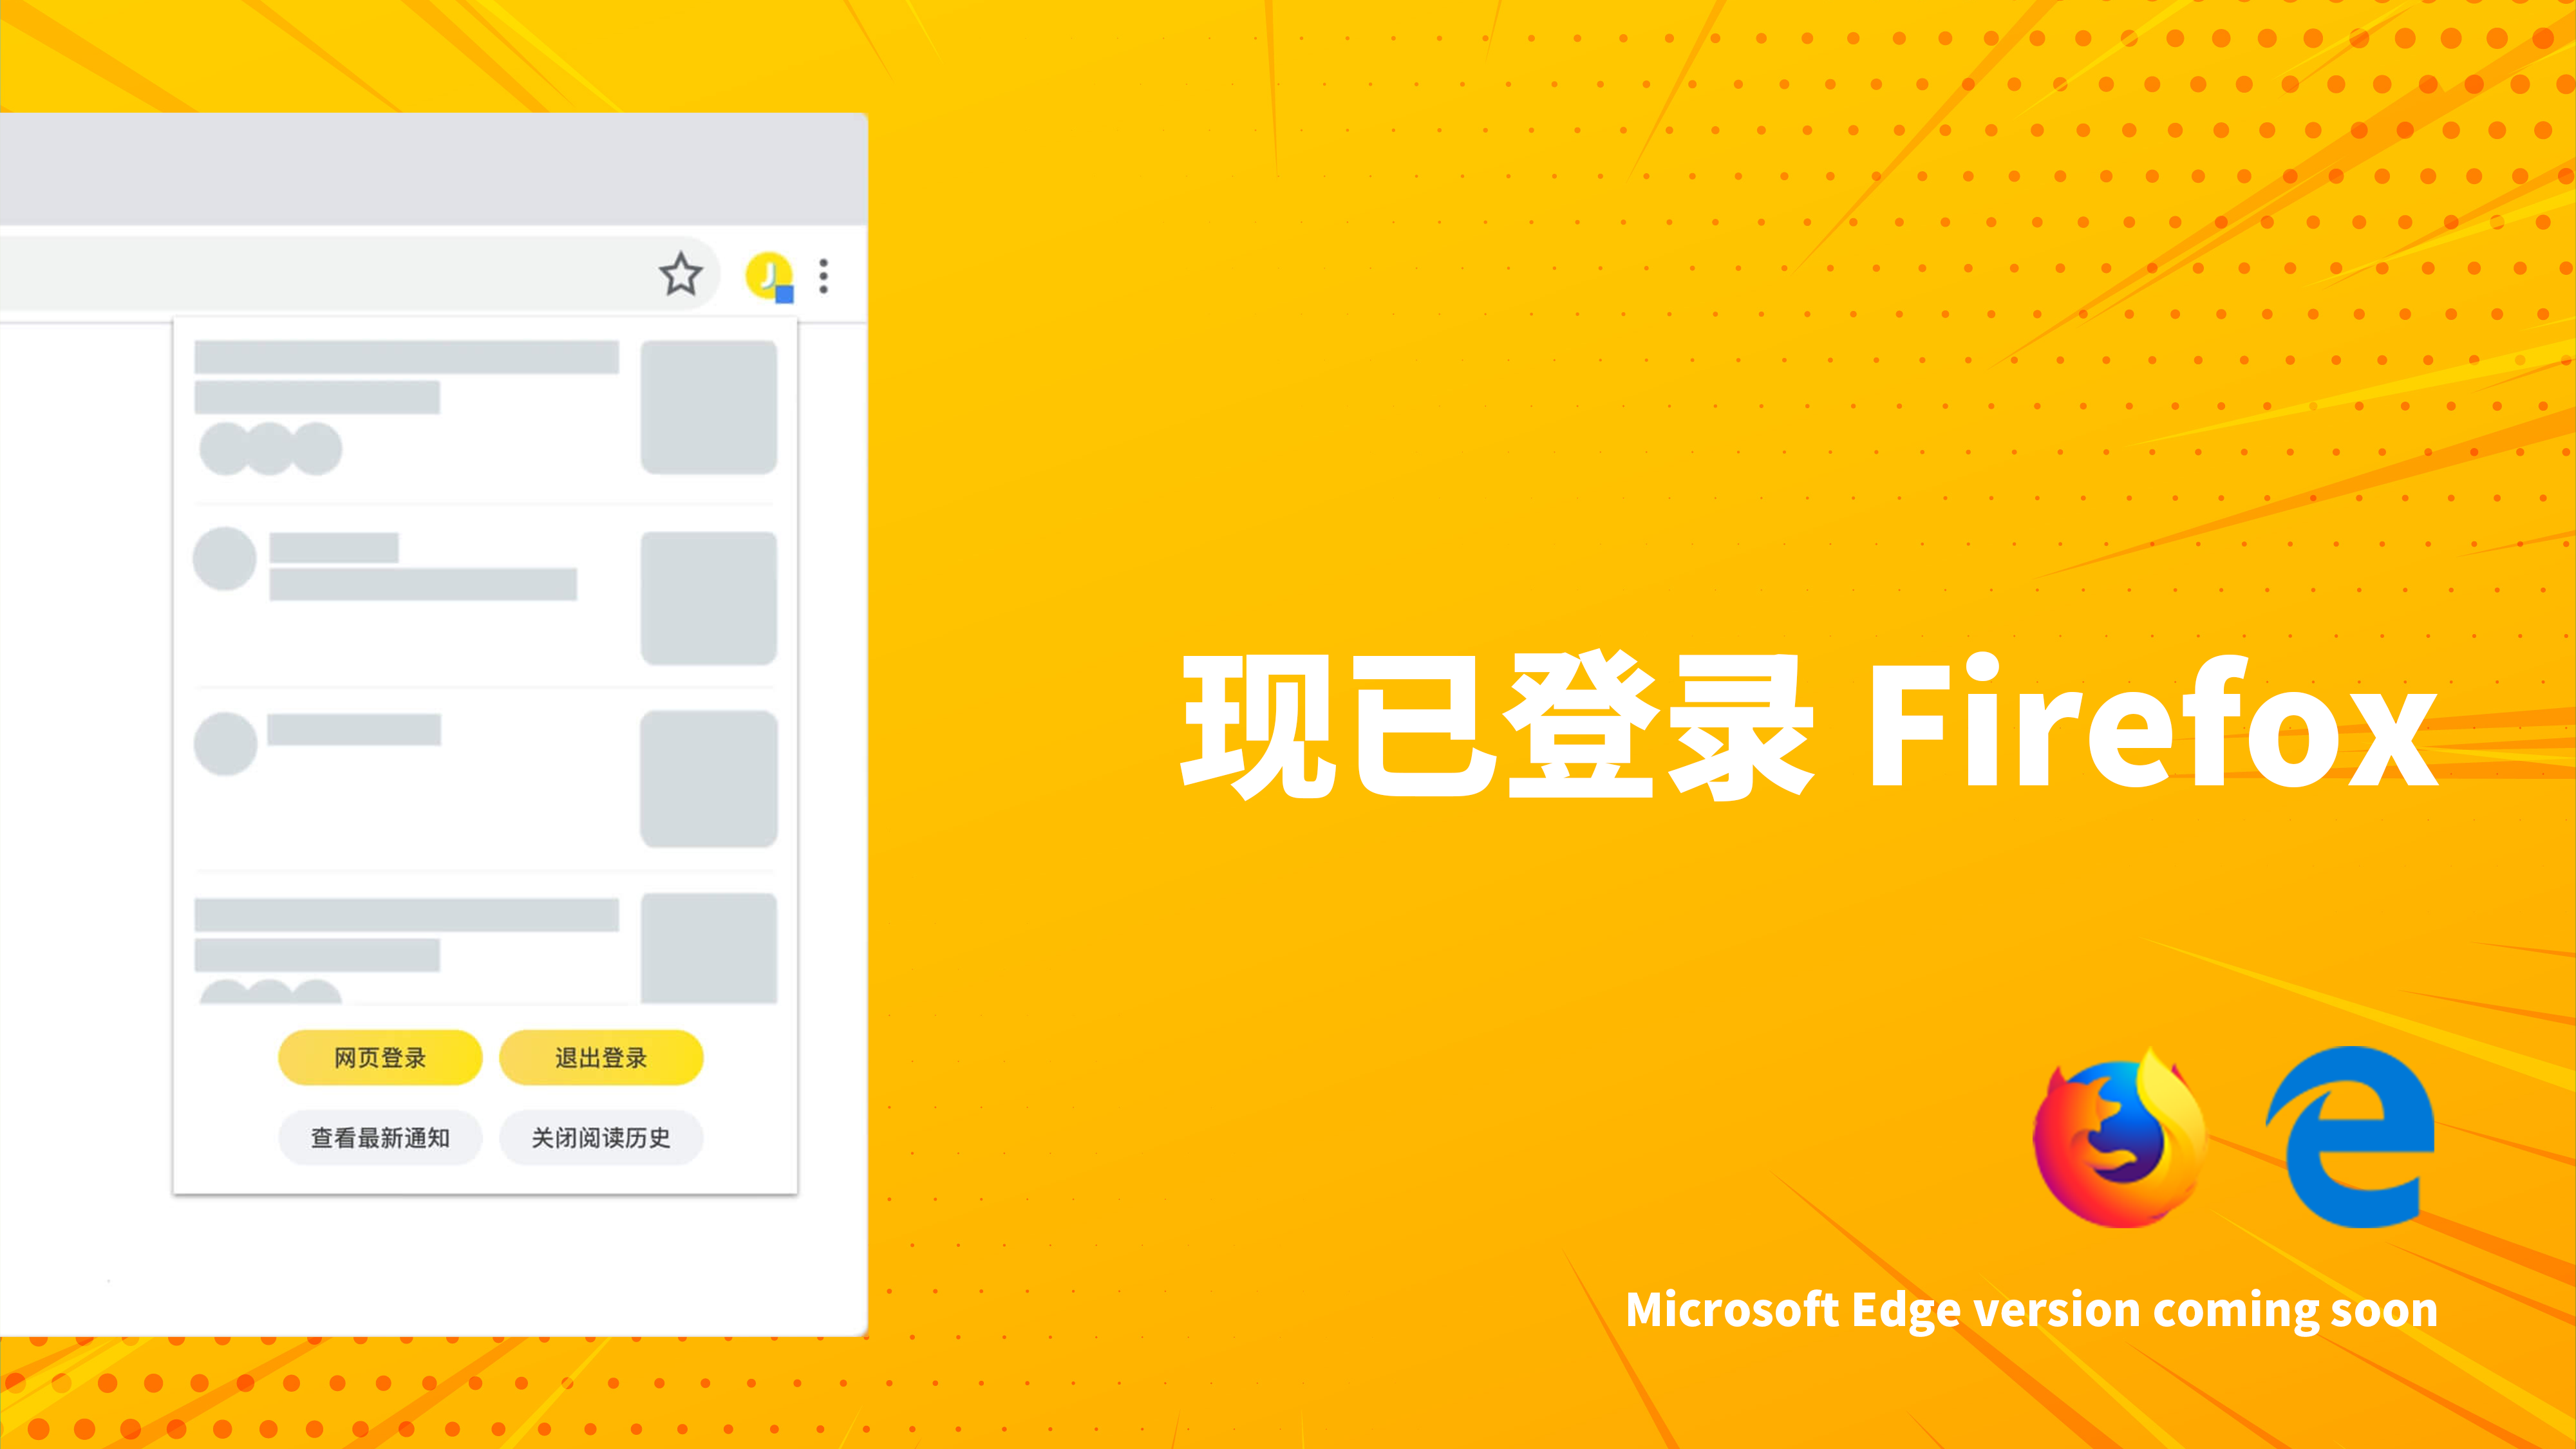 J
网页登录 退出登录
查看最新通知 关闭阅读历史
现已登录 Firefox
Microsoft Edge version coming soon